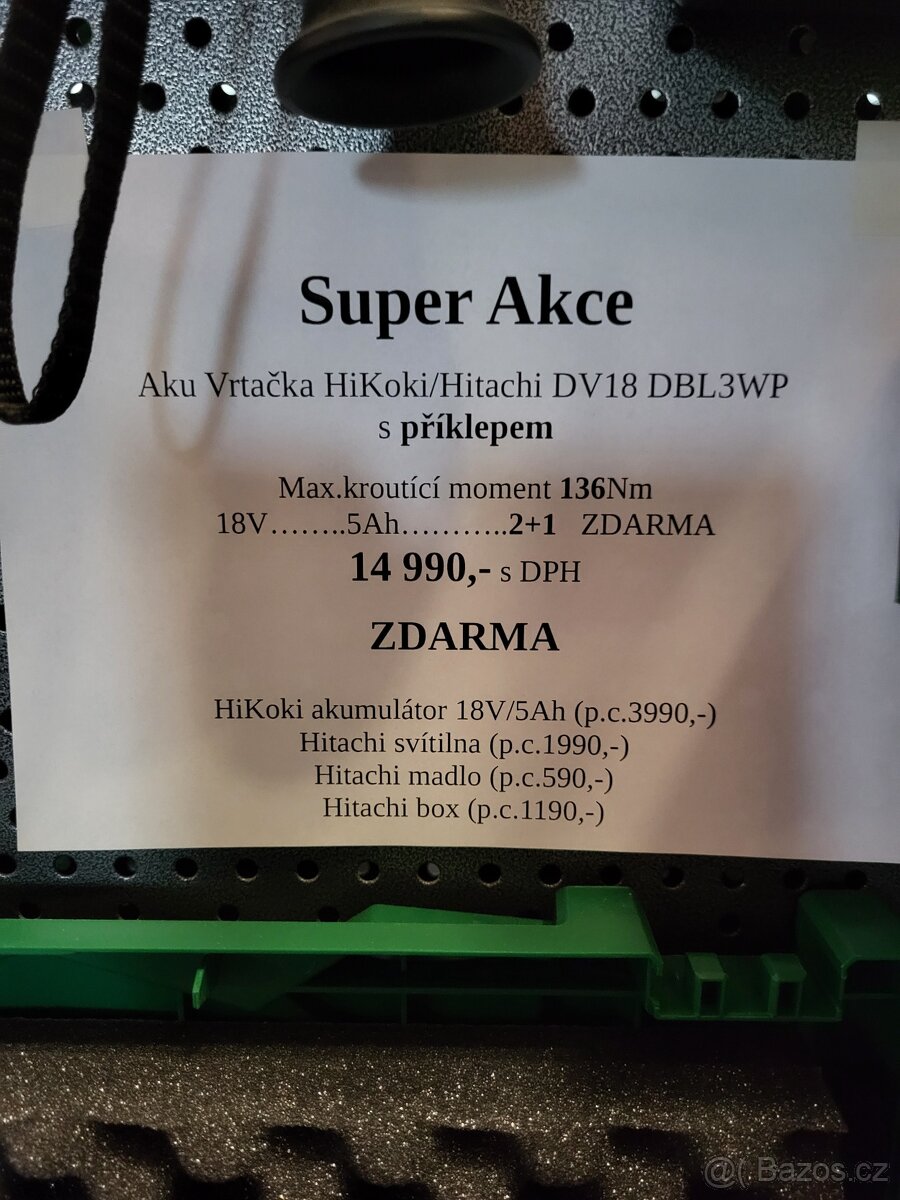 Super Akce
Aku Vrtačka HiKoki/Hitachi DV18 DBL3WP
s příklepem
Max.kroutící moment 136Nm
18V........5Ah...........2+1 ZDARMA
14 990,- s DPH
ZDARMA
HiKoki akumulátor 18V/5Ah (p.c.3990,-)
Hitachi svítilna (p.c.1990,-)
Hitachi madlo (p.c.590,-)
Hitachi box (p.c.1190,-)
@( Bazos.cz